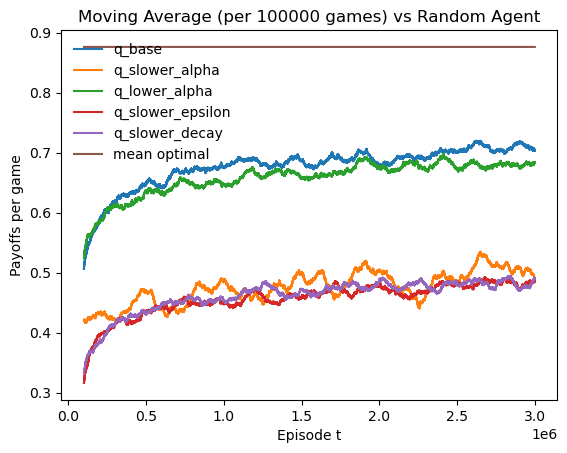 Moving Average (per 100000 games) vs Random Agent
0.9
0.8
0.7
0.6
0.5
0.4
0.3
Payoffs per game
q_base
q_slower_alpha
q_lower_alpha
q_slower_epsilon
q_slower_decay
mean optimal
0.0 0.5 1.0 1.5 2.0 2.5 3.0
1e6
Episode t